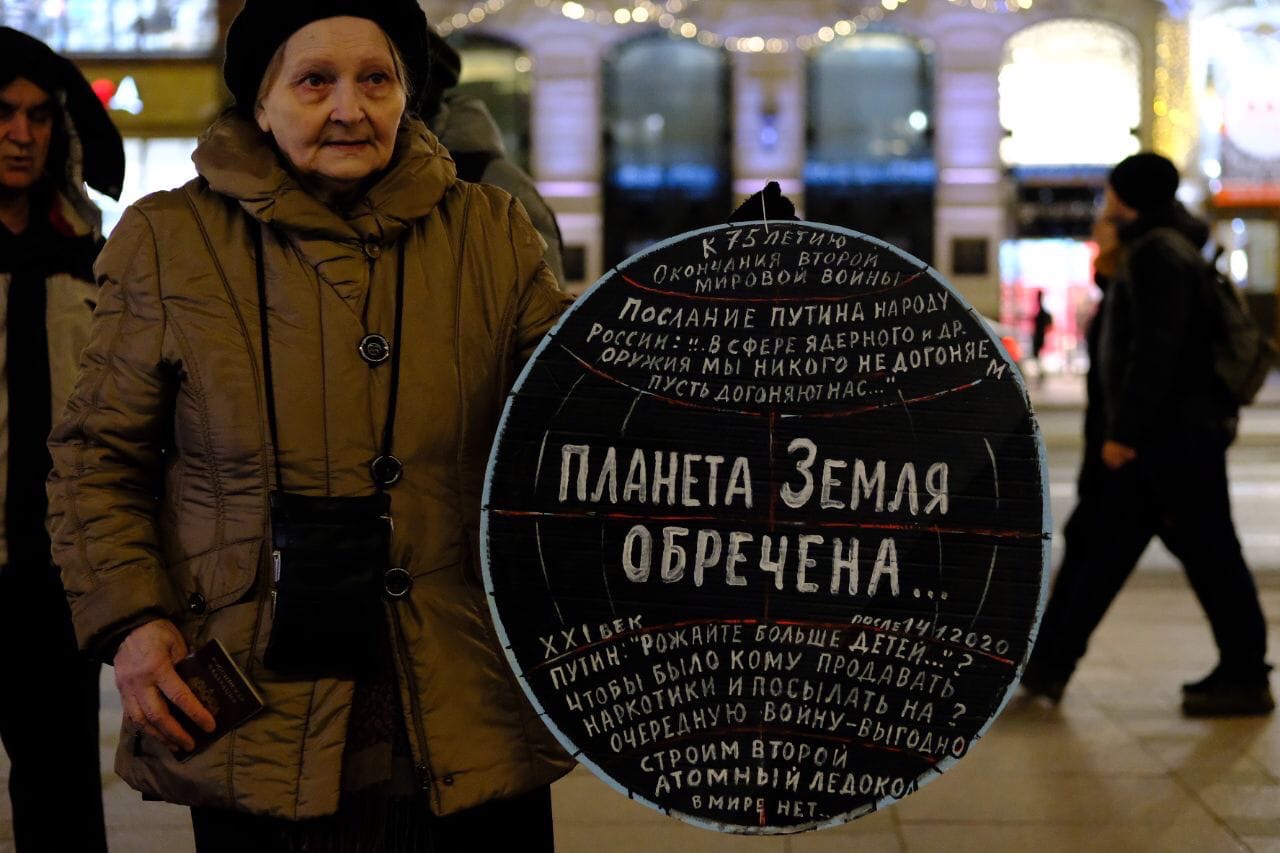 К 75 ЛЕТИЮ
ОКОНЧАНИЯ ВТОРОЙ
МИРОВОЙ ВОЙНЫ
ПОСЛАНИЕ ПУТИНА НАРОДУ
РОССИИ: "...В СФЕРЕ ЯДЕРНОГО И ДР.
ОРУЖИЯ МЫ НИКОГО НЕ ДОГОНЯЕМ
ПУСТЬ ДОГОНЯЮТ НАС..."
ПЛАНЕТА ЗЕМЛЯ
ОБРЕЧЕНА...
XXI ВЕК ПОСЛЕ 14.1.2020
ПУТИН: "РОЖАЙТЕ БОЛЬШЕ ДЕТЕЙ..."?
ЧТОБЫ БЫЛО КОМУ ПРОДАВАТЬ
НАРКОТИКИ И ПОСЫЛАТЬ НА ?
ОЧЕРЕДНУЮ ВОЙНУ-ВЫГОДНО
СТРОИМ ВТОРОЙ
АТОМНЫЙ ЛЕДОКОЛ
В МИРЕ НЕТ...